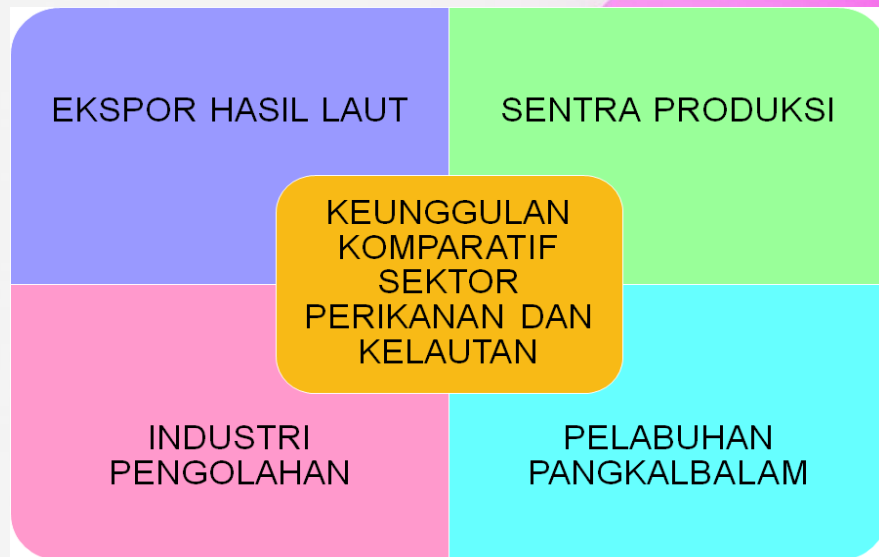 EKSPOR HASIL LAUT
SENTRA PRODUKSI
KEUNGGULAN
KOMPARATIF
SEKTOR
PERIKANAN DAN
KELAUTAN
INDUSTRI
PENGOLAHAN
PELABUHAN
PANGKALBALAM